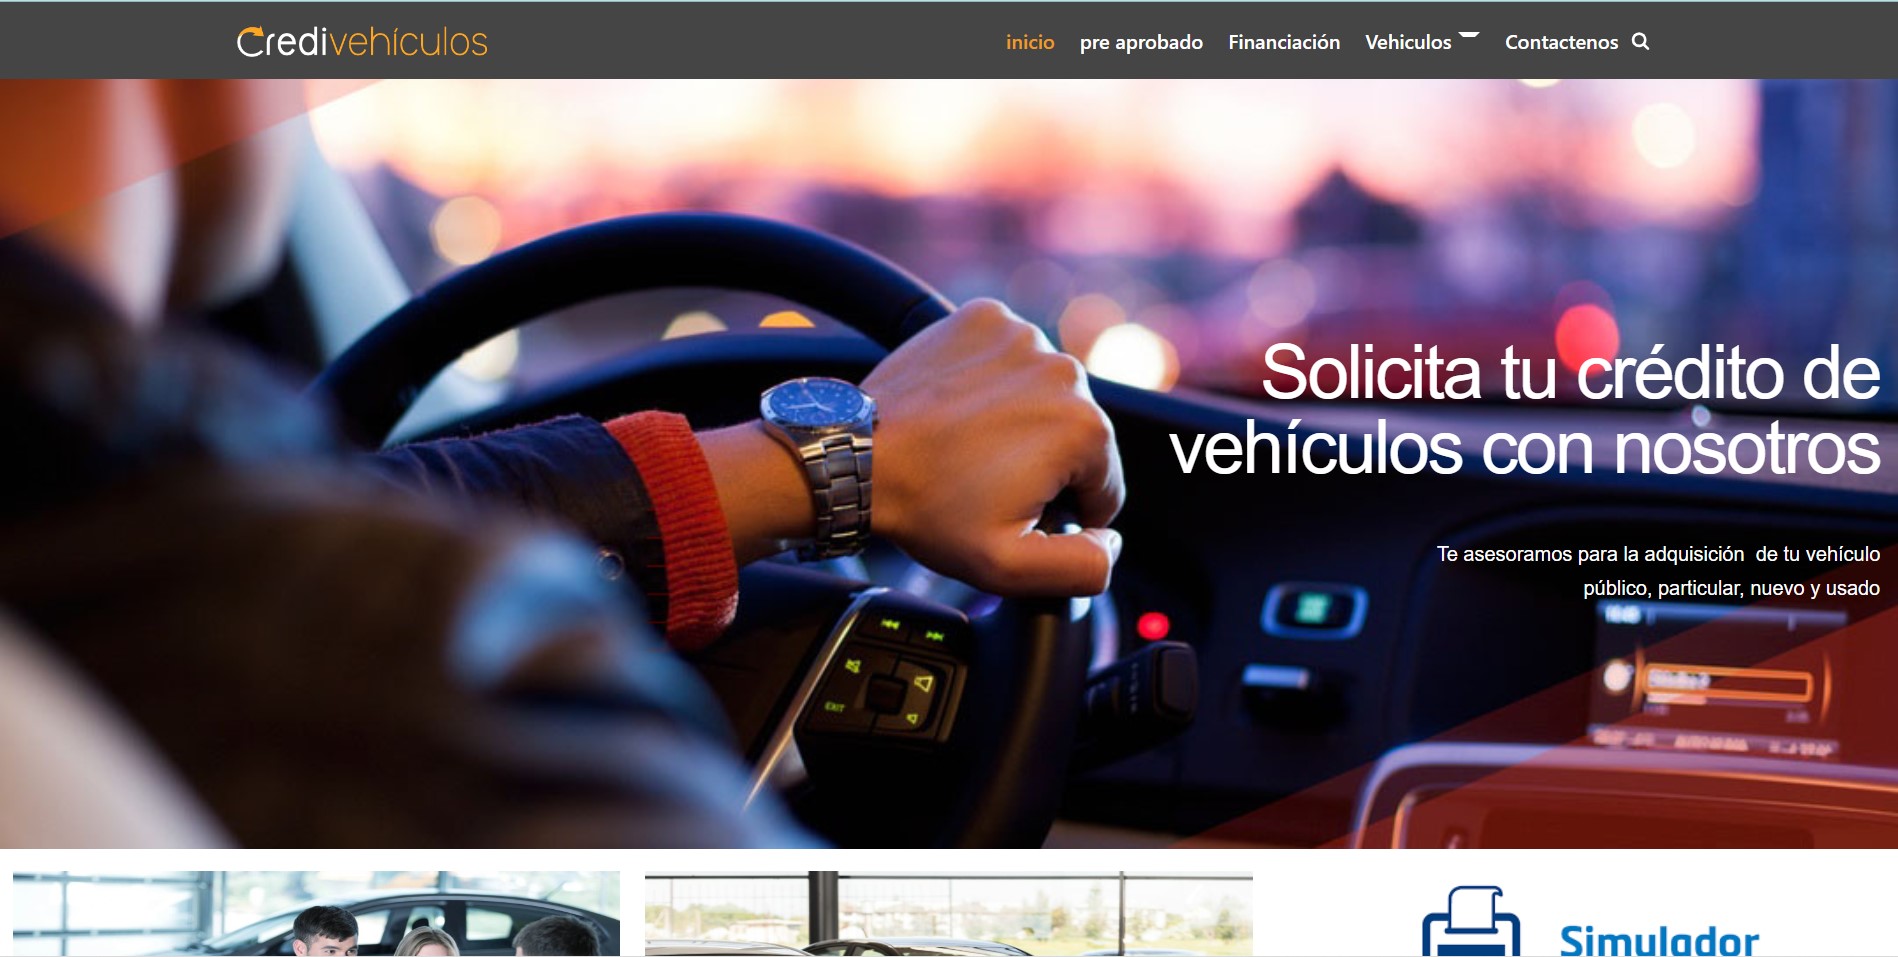 Credivehículos
inicio pre aprobado Financiación Vehiculos Contactenos
Solicita tu crédito de
vehículos con nosotros
Te asesoramos para la adquisición de tu vehículo
público, particular, nuevo y usado
EXIT
Simulador